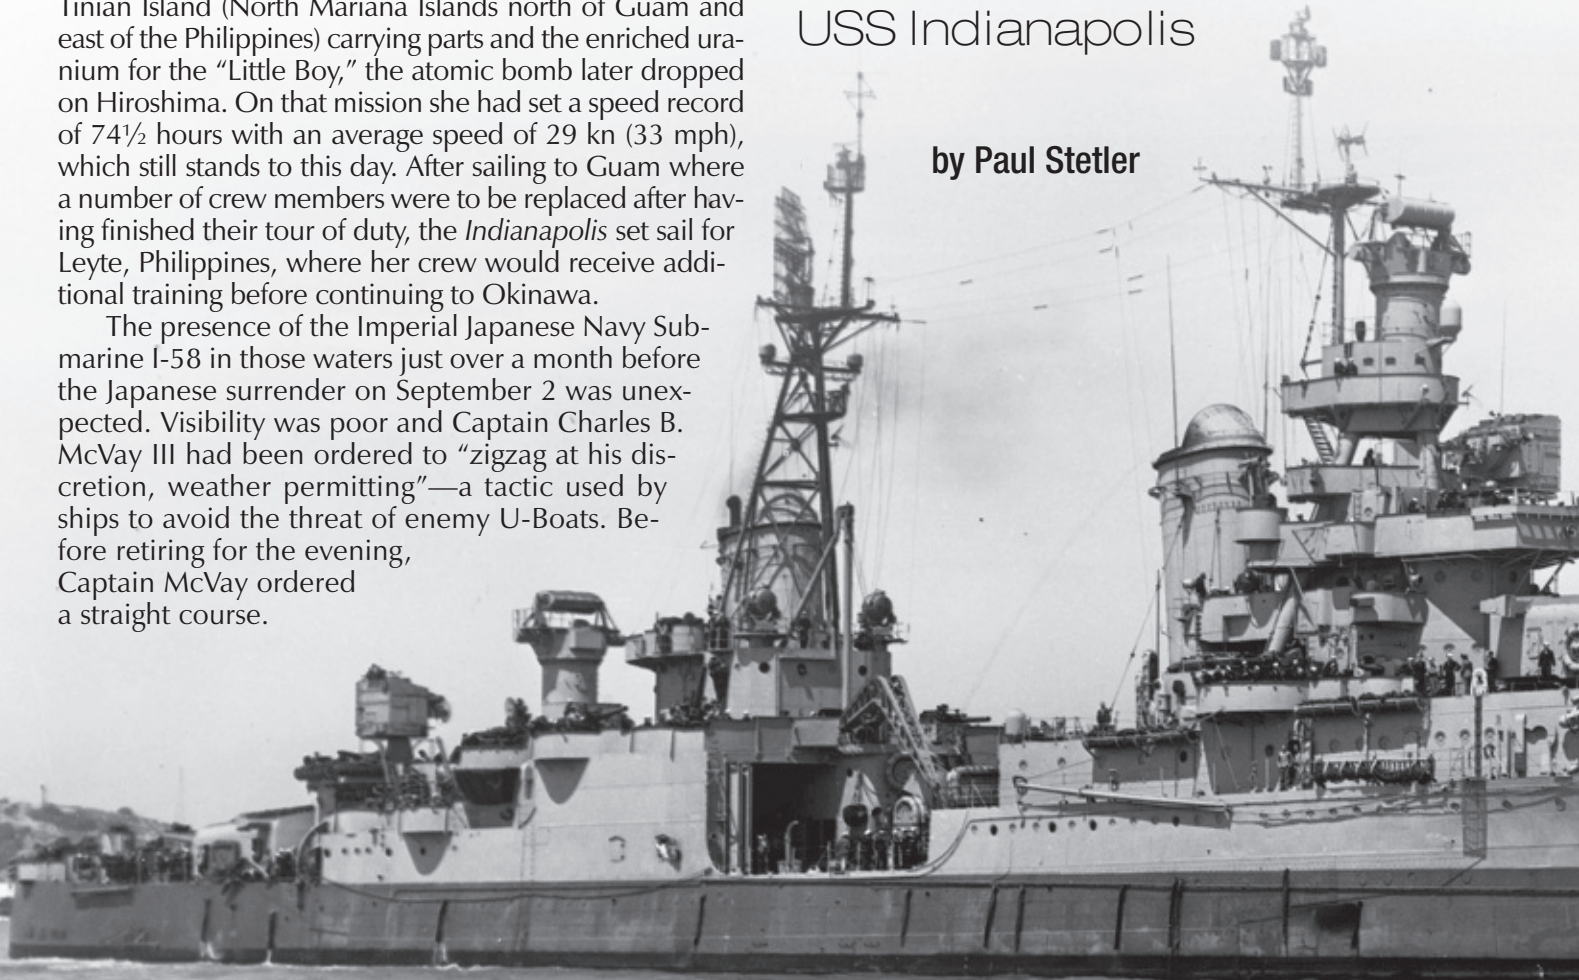 Tinian Island (North Mariana Islands north of Guam and
east of the Philippines) carrying parts and the enriched ura-
nium for the “Little Boy,” the atomic bomb later dropped
on Hiroshima. On that mission she had set a speed record
of 74½ hours with an average speed of 29 kn (33 mph),
which still stands to this day. After sailing to Guam where
a number of crew members were to be replaced after hav-
ing finished their tour of duty, the Indianapolis set sail for
Leyte, Philippines, where her crew would receive addi-
tional training before continuing to Okinawa.
The presence of the Imperial Japanese Navy Sub-
marine I-58 in those waters just over a month before
the Japanese surrender on September 2 was unex-
pected. Visibility was poor and Captain Charles B.
McVay III had been ordered to “zigzag at his dis-
cretion, weather permitting”—a tactic used by
ships to avoid the threat of enemy U-Boats. Be-
fore retiring for the evening,
Captain McVay ordered
a straight course.
USS Indianapolis
by Paul Stetler